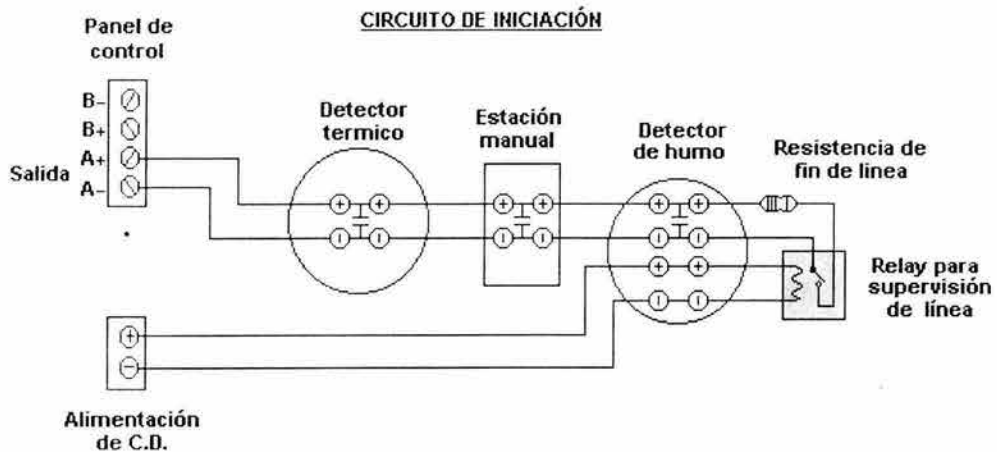 CIRCUITO DE INICIACIÓN
Panel de
control
B–
B+
A+
Salida
A–
Detector
termico
Estación
manual
Detector
de humo
Resistencia de
fin de linea
Relay para
supervisión
de línea
Alimentación
de C.D.